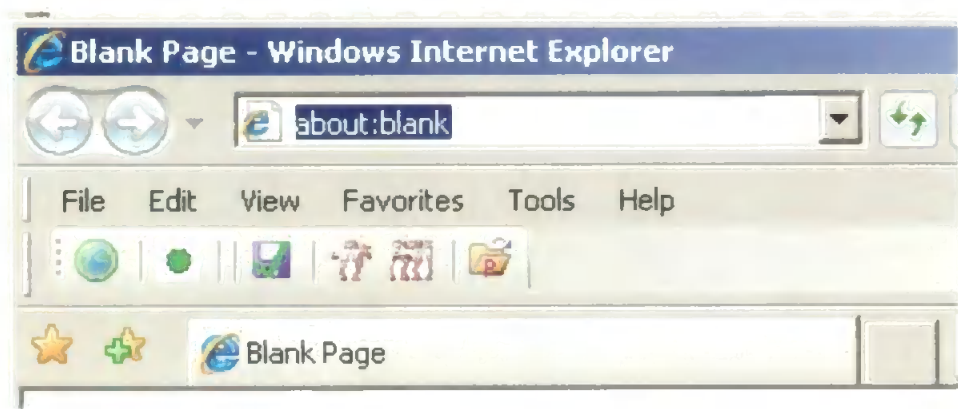 Blank Page - Windows Internet Explorer
about:blank
File Edit View Favorites Tools Help
P
Blank Page